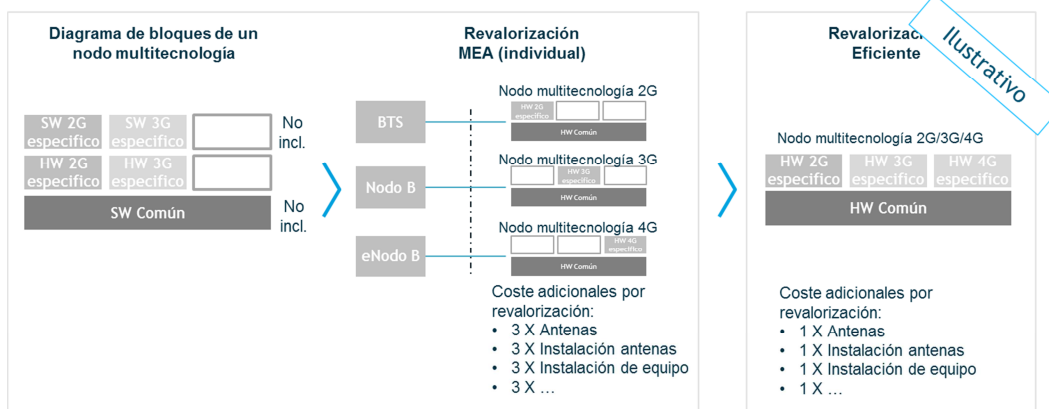 Diagrama de bloques de un
nodo multitecnología
SW 2G
específico
SW 3G
específico
No
incl.
HW 2G
específico
HW 3G
específico
SW Común
No
incl.
Revalorización
MEA (individual)
BTS
Nodo multitecnología 2G
HW 2G
específico
HW Común
Nodo B
Nodo multitecnología 3G
específico
HW Común
eNodo B
Nodo multitecnología 4G
HW 4G
específico
HW Común
Coste adicionales por
revalorización:
• 3 X Antenas
• 3 X Instalación antenas
• 3 X Instalación de equipo
• 3 X …
Eficiente
Ilustrativo
Nodo multitecnología 2G/3G/4G
HW 2G
específico
HW 3G
específico
HW 4G
específico
HW Común
Coste adicionales por
revalorización:
• 1 X Antenas
• 1 X Instalación antenas
• 1 X Instalación de equipo
• 1 X …